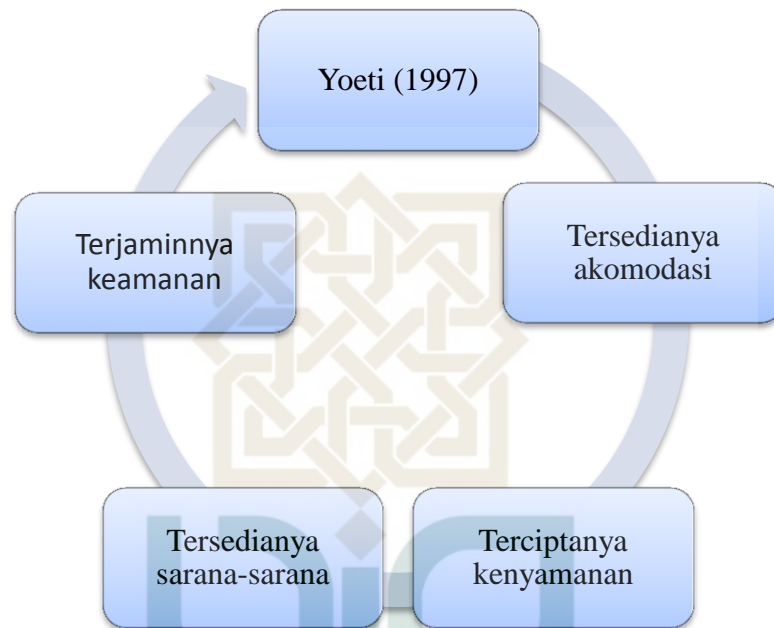 Yoeti (1997)
Tersedianya
akomodasi
Terciptanya
kenyamanan
Tersedianya
sarana-sarana
Terjaminnya
keamanan